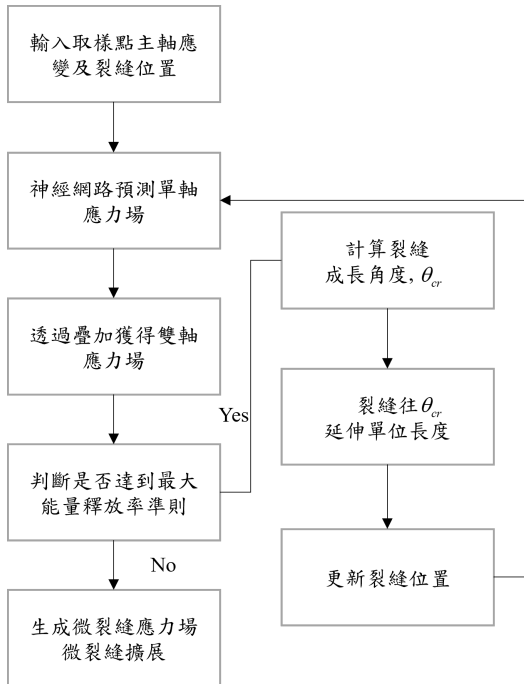 輸入取樣點主軸應
變及裂縫位置
神經網路預測單軸
應力場
透過疊加獲得雙軸
應力場
判斷是否達到最大
能量釋放率準則
Yes
No
生成微裂縫應力場
微裂縫擴展
計算裂縫
成長角度, θcr
裂縫往θcr
延伸單位長度
更新裂縫位置